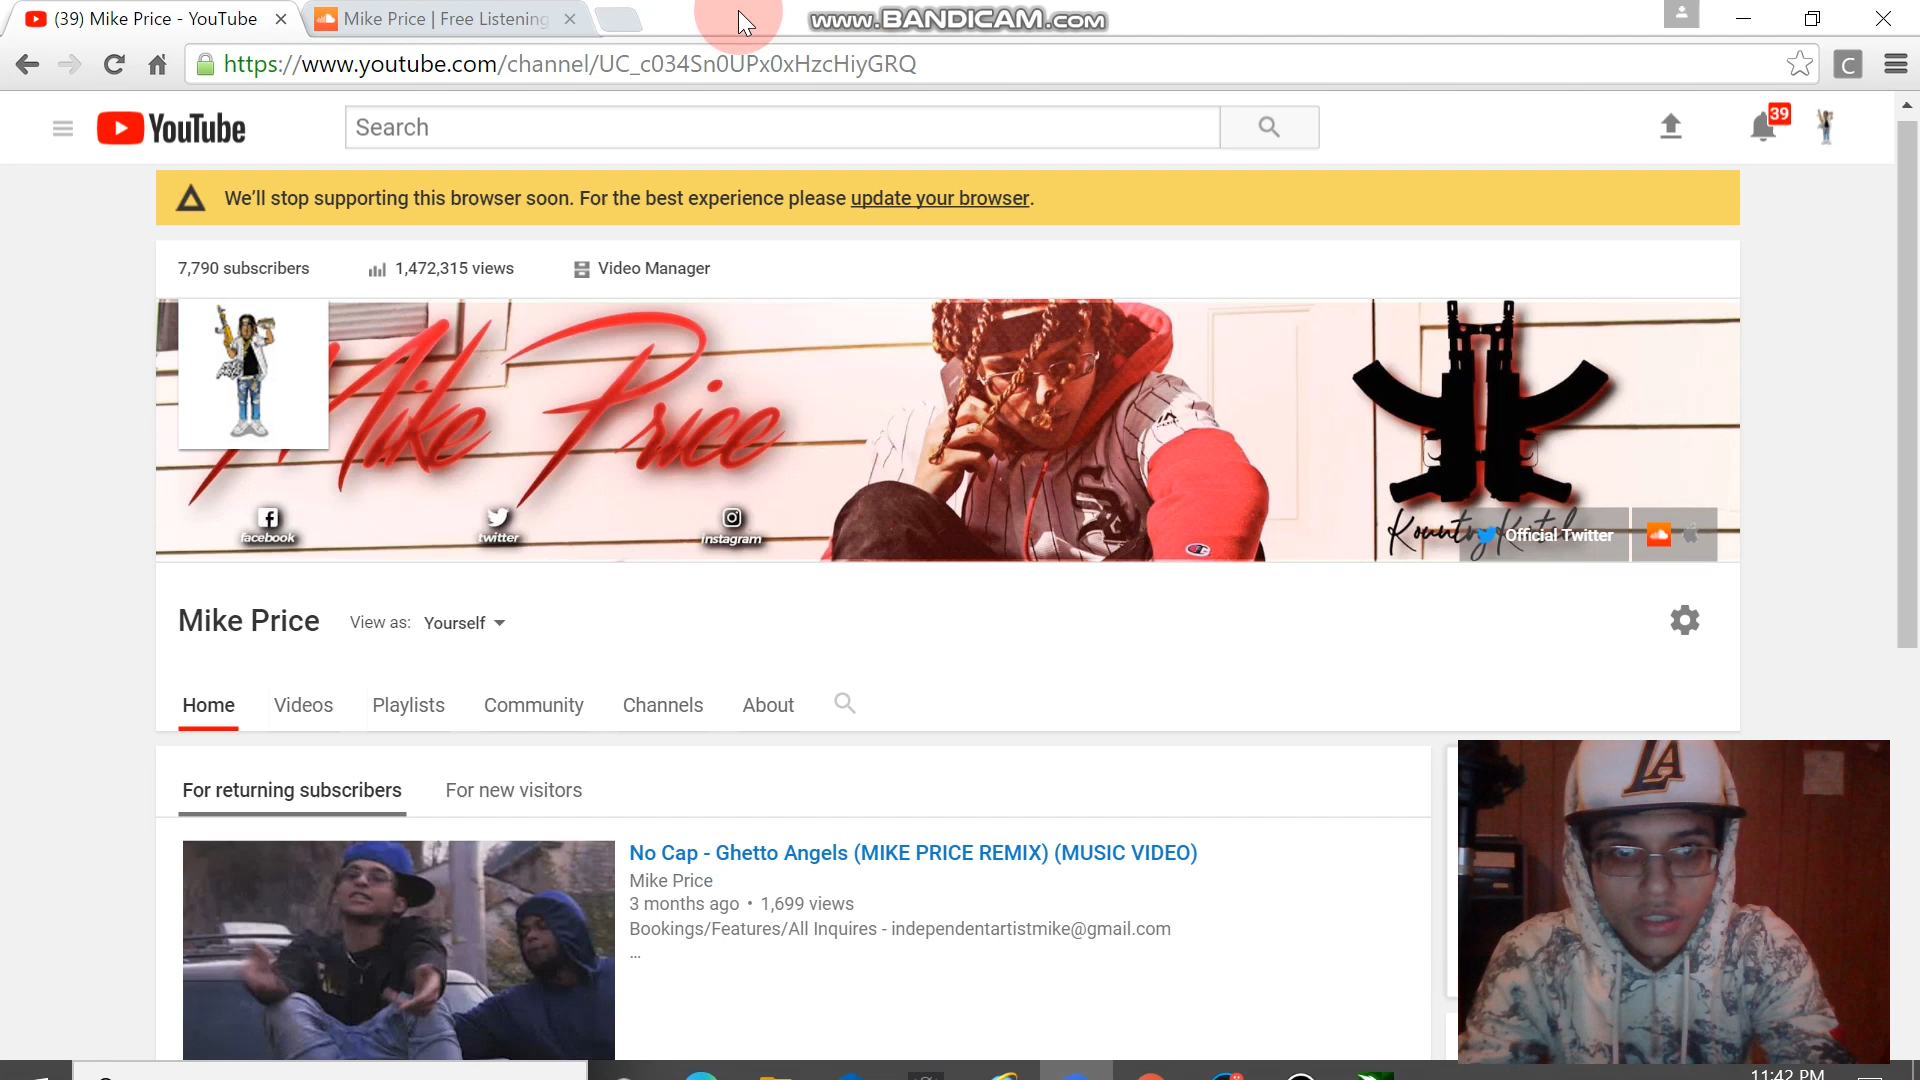 (39) Mike Price - YouTube
Mike Price | Free Listening
www.BANDICAM.com
https://www.youtube.com/channel/UC_c034Sn0UPx0xHzcHiyGRQ
C
YouTube
Search
39
We'll stop supporting this browser soon. For the best experience please update your browser.
7,790 subscribers
1,472,315 views
Video Manager
Mike Price
facebook
twitter
Instagram
Official Twitter
Mike Price
View as: Yourself
Home
Videos
Playlists
Community
Channels
About
For returning subscribers
For new visitors
No Cap - Ghetto Angels (MIKE PRICE REMIX) (MUSIC VIDEO)
Mike Price
3 months ago • 1,699 views
Bookings/Features/All Inquires - independentartistmike@gmail.com
...
LA
11:42 PM